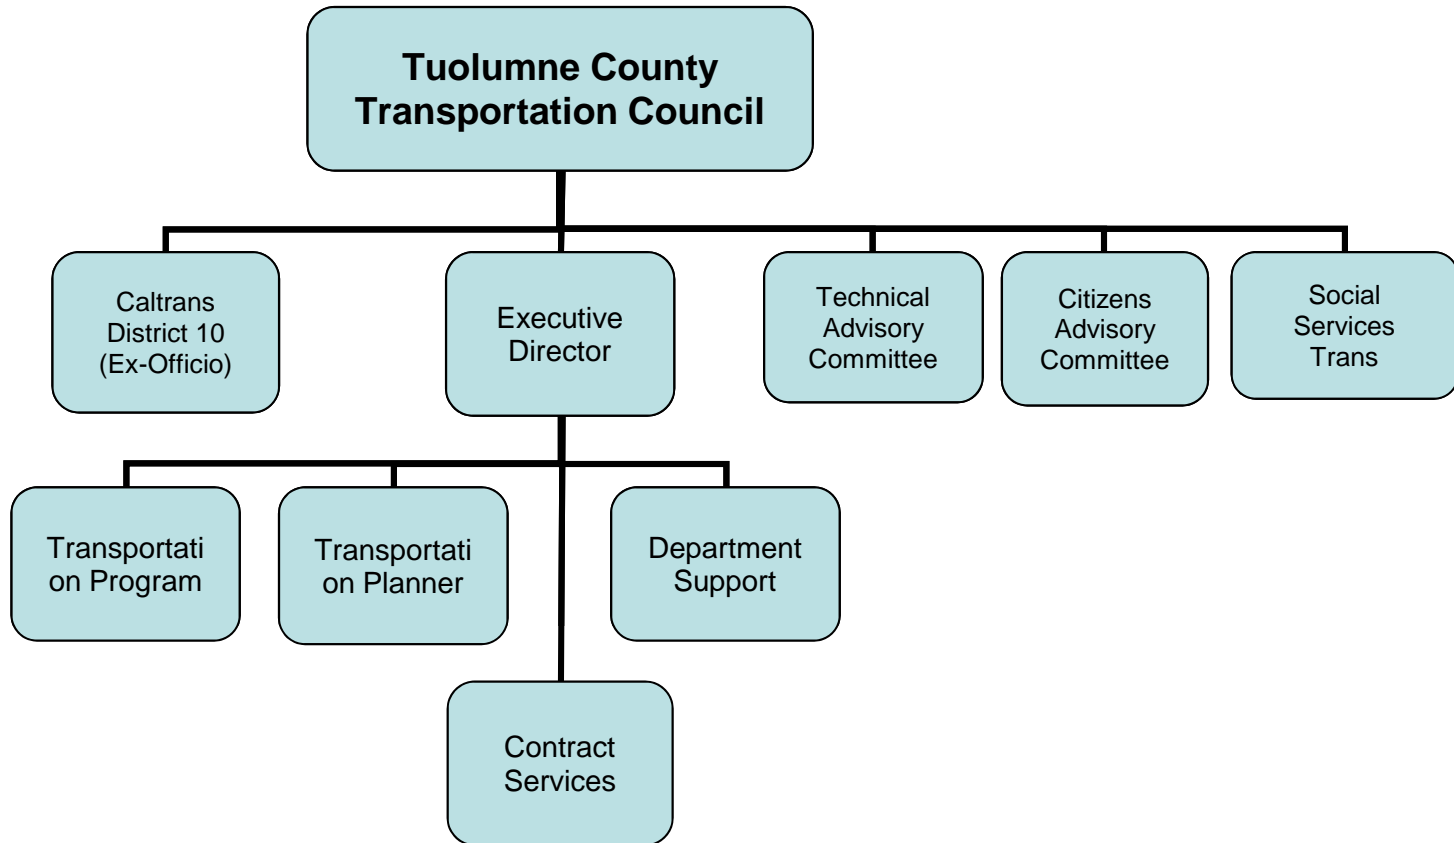 Tuolumne County
Transportation Council
Caltrans
District 10
(Ex-Officio)
Executive
Director
Technical
Advisory
Committee
Citizens
Advisory
Committee
Social
Services
Trans
Transportati
on Program
Transportati
on Planner
Department
Support
Contract
Services